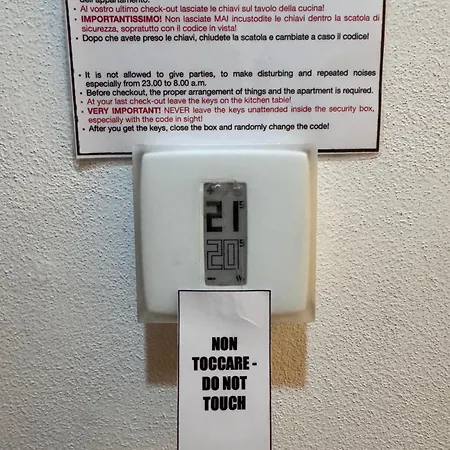 dell'appartamento.
• Al vostro ultimo check-out lasciate le chiavi sul tavolo della cucina!
• IMPORTANTISSIMO! Non lasciate MAI incustodite le chiavi dentro la scatola di
sicurezza, sopratutto con il codice in vista!
• Dopo che avete preso le chiavi, chiudete la scatola e cambiate a caso il codice!
• It is not allowed to give parties, to make disturbing and repeated noises
especially from 23.00 to 8.00 a.m.
• Before checkout, the proper arrangement of things and the apartment is required.
• At your last check-out leave the keys on the kitchen table!
• VERY IMPORTANT! NEVER leave the keys unattended inside the security box,
especially with the code in sight!
• After you get the keys, close the box and randomly change the code!
21 5
20 5
NON
TOCCARE -
DO NOT
TOUCH